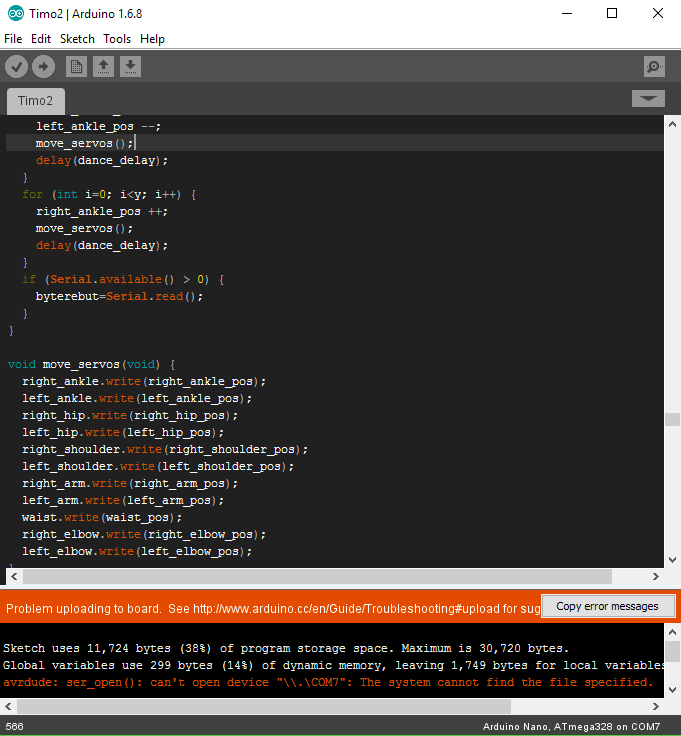 Timo2 | Arduino 1.6.8
File Edit Sketch Tools Help
Timo2
left_ankle_pos --;
move_servos();
delay(dance_delay);
}
for (int i=0; i<y; i++) {
right_ankle_pos ++;
move_servos();
delay(dance_delay);
}
if (Serial.available() > 0) {
byterebut=Serial.read();
}
}
void move_servos(void) {
right_ankle.write(right_ankle_pos);
left_ankle.write(left_ankle_pos);
right_hip.write(right_hip_pos);
left_hip.write(left_hip_pos);
right_shoulder.write(right_shoulder_pos);
left_shoulder.write(left_shoulder_pos);
right_arm.write(right_arm_pos);
left_arm.write(left_arm_pos);
waist.write(waist_pos);
right_elbow.write(right_elbow_pos);
left_elbow.write(left_elbow_pos);
Problem uploading to board. See http://www.arduino.cc/en/Guide/Troubleshooting#upload for sug
Copy error messages
Sketch uses 11,724 bytes (38%) of program storage space. Maximum is 30,720 bytes.
Global variables use 299 bytes (14%) of dynamic memory, leaving 1,749 bytes for local variables
avrdude: ser_open(): can't open device "\\.\COM7": The system cannot find the file specified.
566
Arduino Nano, ATmega328 on COM7